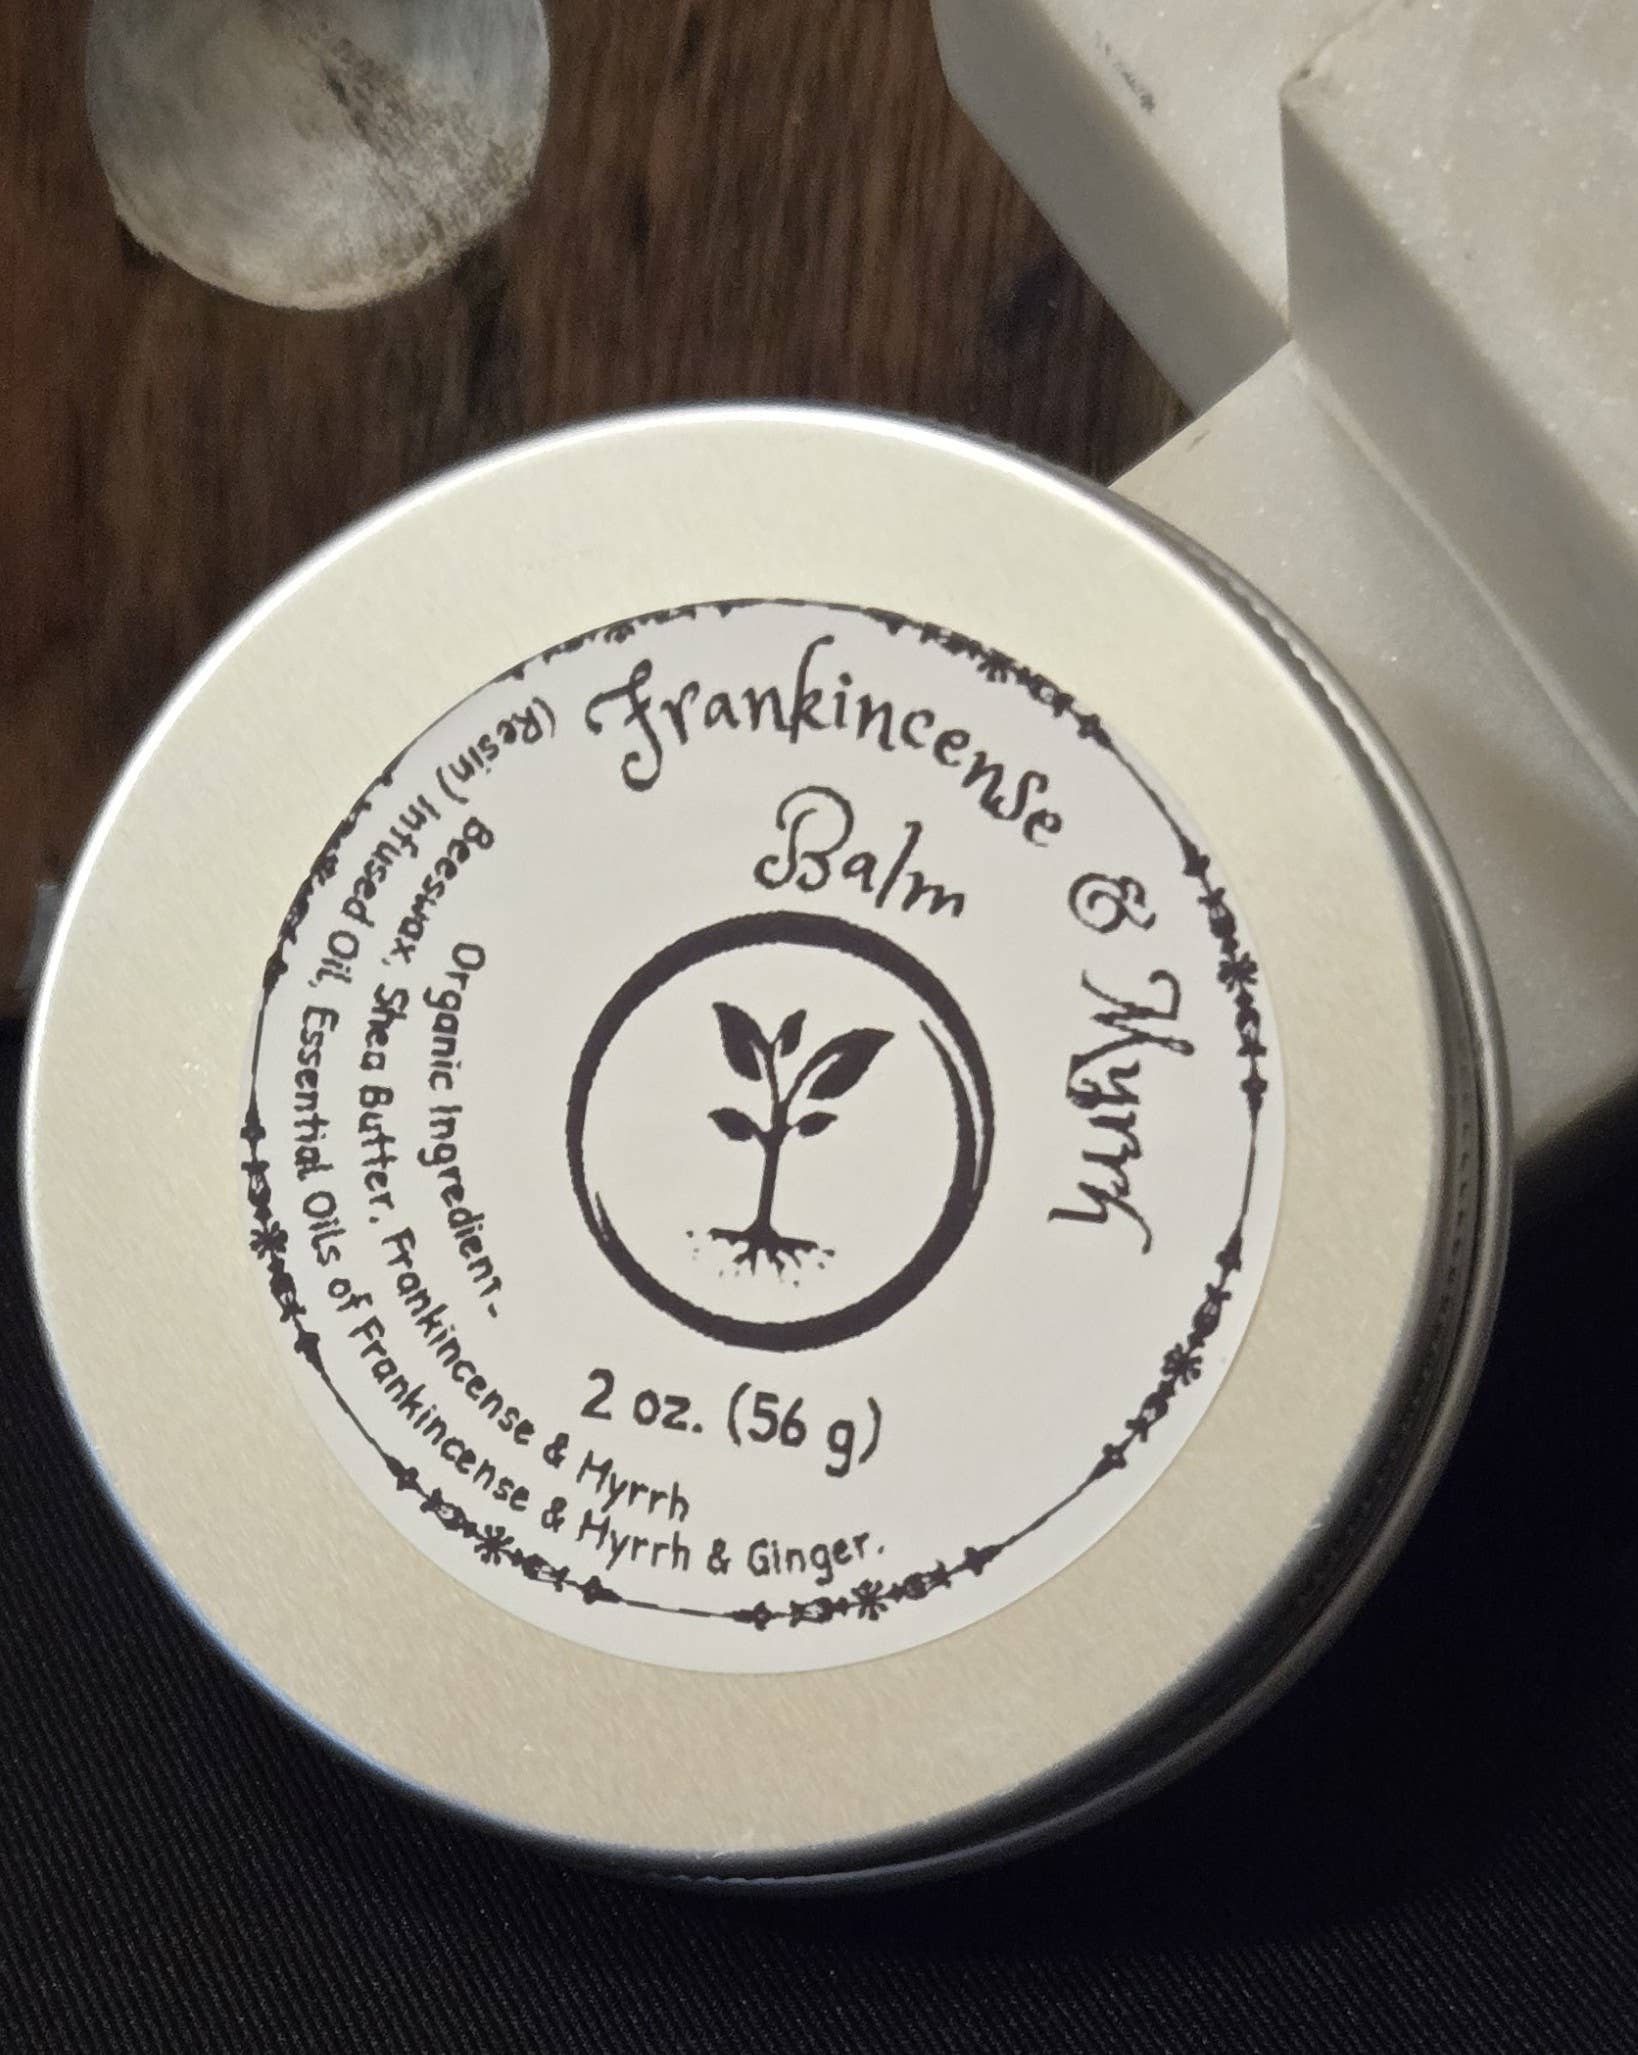 Frankincense & Myrrh
Balm
2 oz. (56 g)
Organic Ingredient-
Beeswax, Shea Butter, Frankincense & Myrrh
(Resin) Infused Oil, Essential Oils of Frankincense & Myrrh & Ginger.